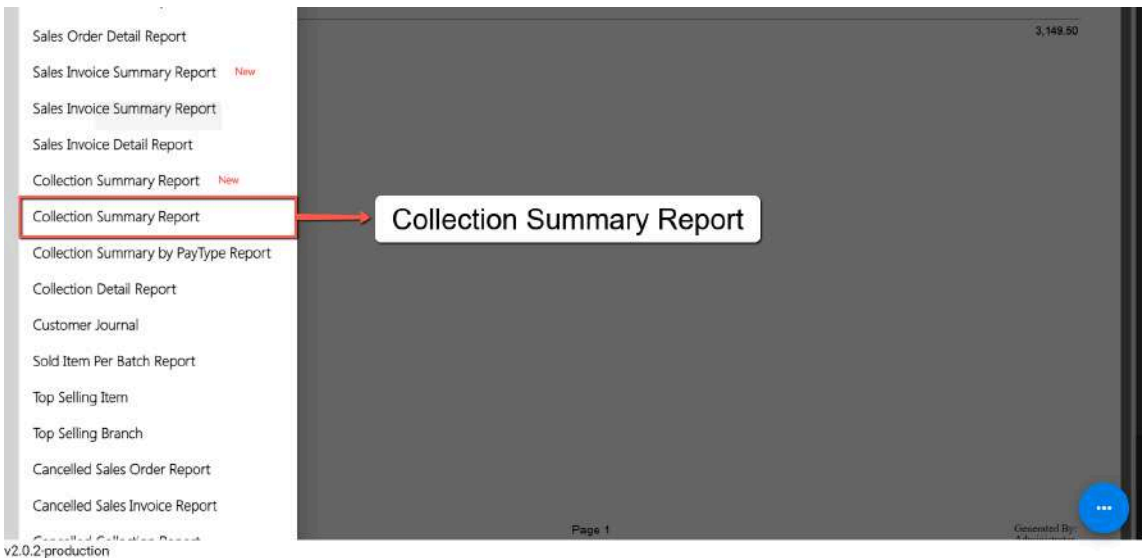 Sales Order Detail Report
3,149.50
Sales Invoice Summary Report New
Sales Invoice Summary Report
Sales Invoice Detail Report
Collection Summary Report New
Collection Summary Report
Collection Summary Report
Collection Summary by PayType Report
Collection Detail Report
Customer Journal
Sold Item Per Batch Report
Top Selling Item
Top Selling Branch
Cancelled Sales Order Report
Cancelled Sales Invoice Report
Page 1
Generated By:
v2.0.2-production